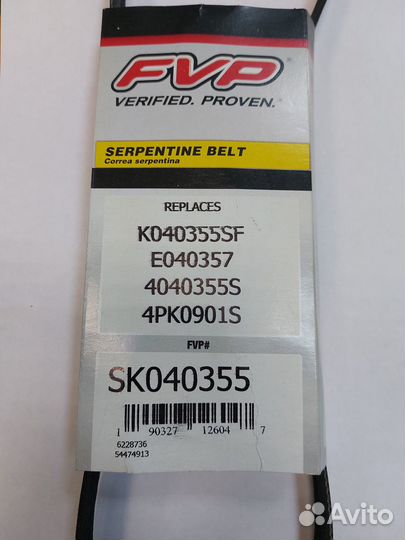 FVP
VERIFIED. PROVEN.
SERPENTINE BELT
Correa serpentina
REPLACES
K040355SF
E040357
4040355S
4PK0901S
FVP#
SK040355
1 90327 12604 7
6228736
54474913
Avito